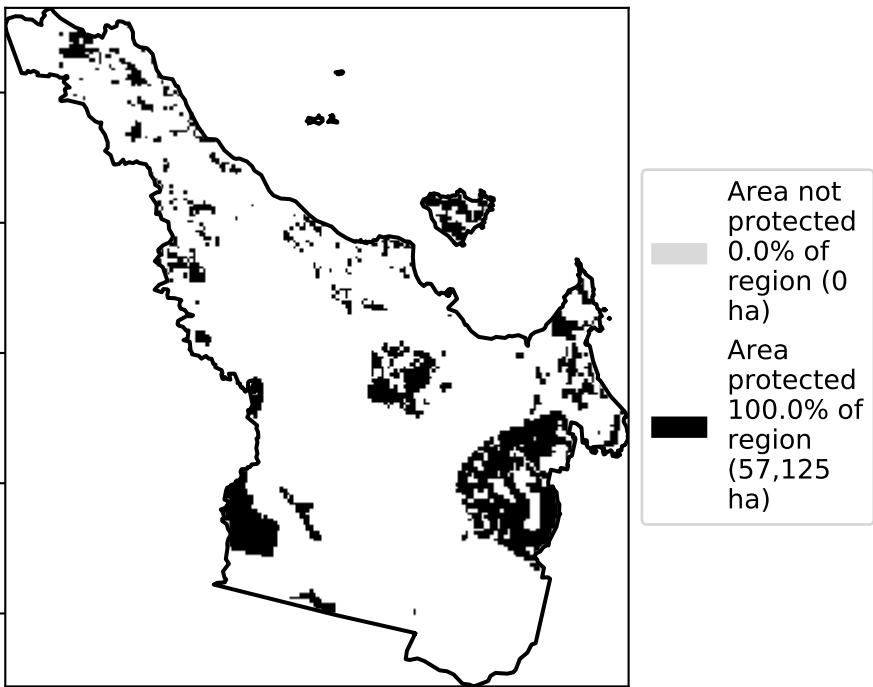 Area not
protected
0.0% of
region (0
ha)
Area
protected
100.0% of
region
(57,125
ha)